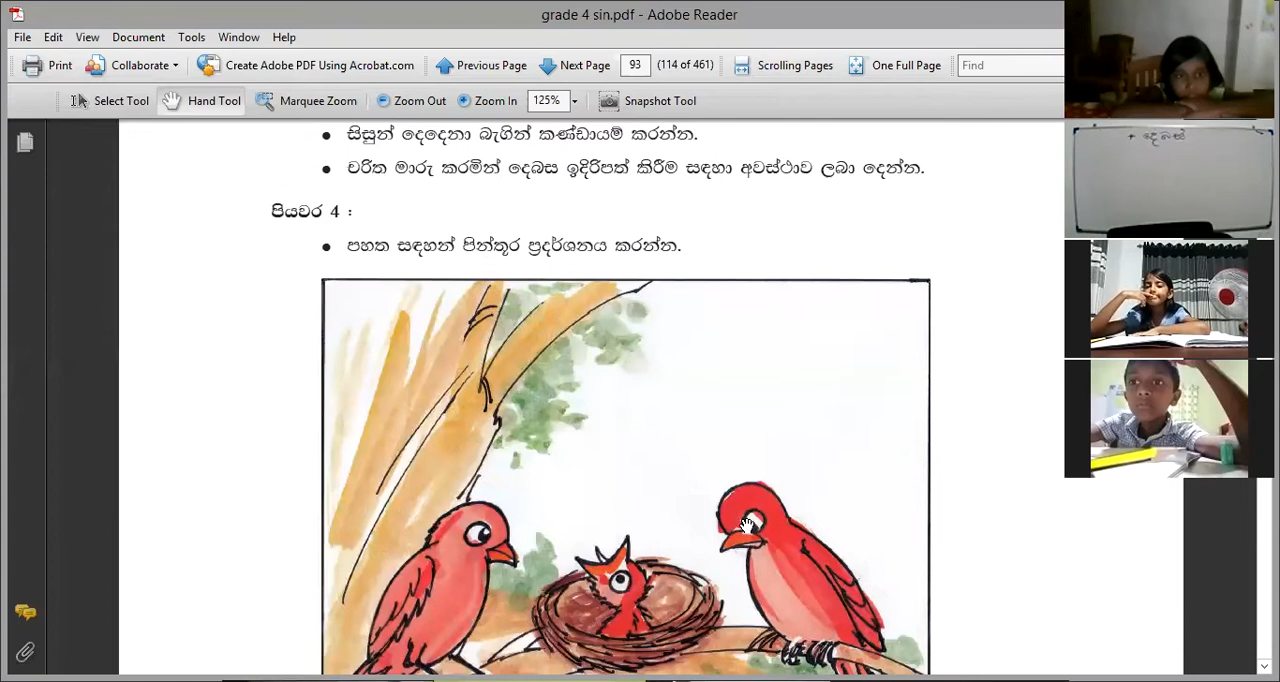 grade 4 sin.pdf - Adobe Reader
File Edit View Document Tools Window Help
Print Collaborate Create Adobe PDF Using Acrobat.com Previous Page Next Page 93 (114 of 461) Scrolling Pages One Full Page Find
Select Tool Hand Tool Marquee Zoom Zoom Out Zoom In 125% Snapshot Tool
• සිසුන් දෙදෙනා බැගින් කණ්ඩායම් කරන්න.
• චරිත මාරු කරමින් දෙබස ඉදිරිපත් කිරීම සඳහා අවස්ථාව ලබා දෙන්න.
පියවර 4 :
• පහත සඳහන් පින්තූර ප්‍රදර්ශනය කරන්න.
+ දෙබස්